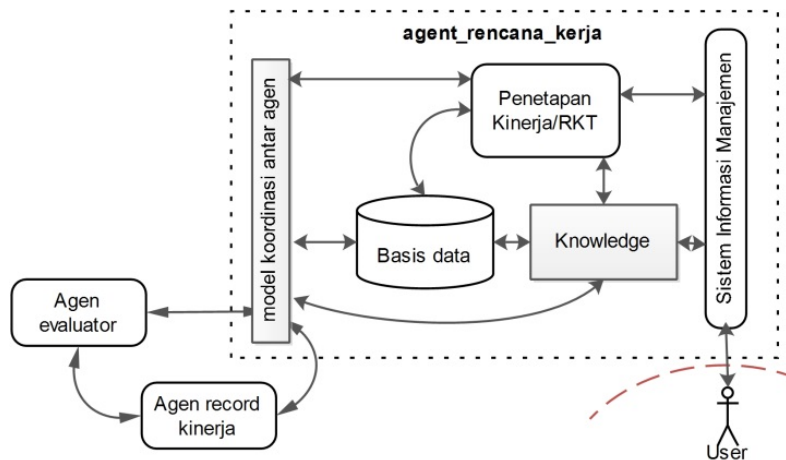 agent_rencana_kerja
model koordinasi antar agen
Penetapan
Kinerja/RKT
Sistem Informasi Manajemen
Basis data
Knowledge
Agen
evaluator
Agen record
kinerja
User